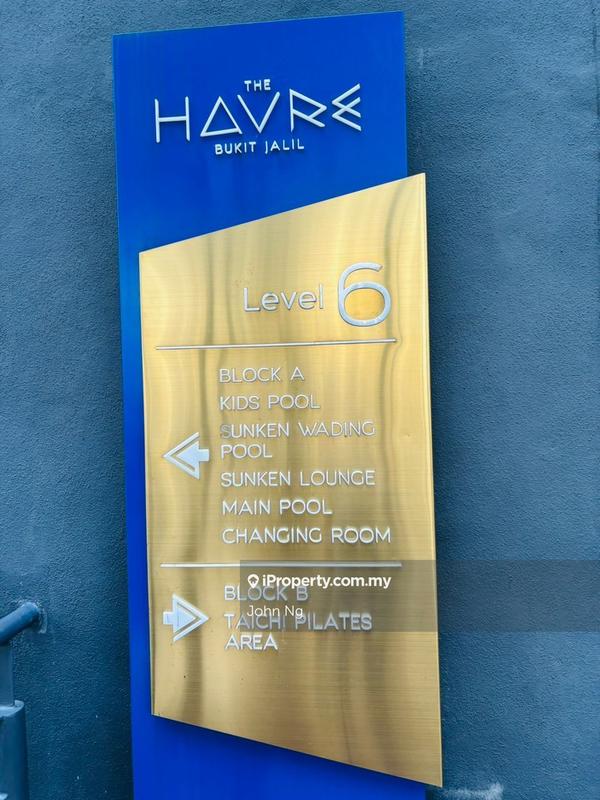 THE
HAVRE
BUKIT JALIL
Level 6
BLOCK A
KIDS' POOL
SUNKEN WADING
POOL
SUNKEN LOUNGE
MAIN POOL
CHANGING ROOM
iProperty.com.my
BLOCK B
John Ng
TAICHI PILATES
AREA